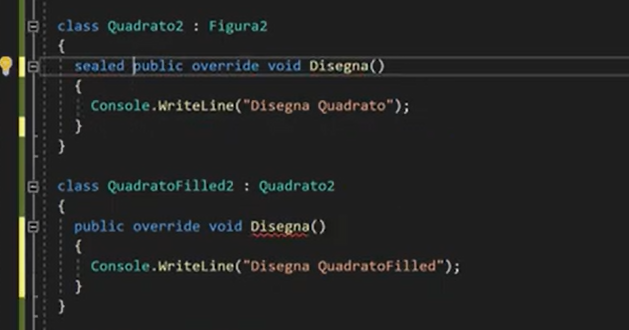 class Quadrato2 : Figura2
{
sealed public override void Disegna()
{
Console.WriteLine("Disegna Quadrato");
}
}
class QuadratoFilled2 : Quadrato2
{
public override void Disegna()
{
Console.WriteLine("Disegna QuadratoFilled");
}
}